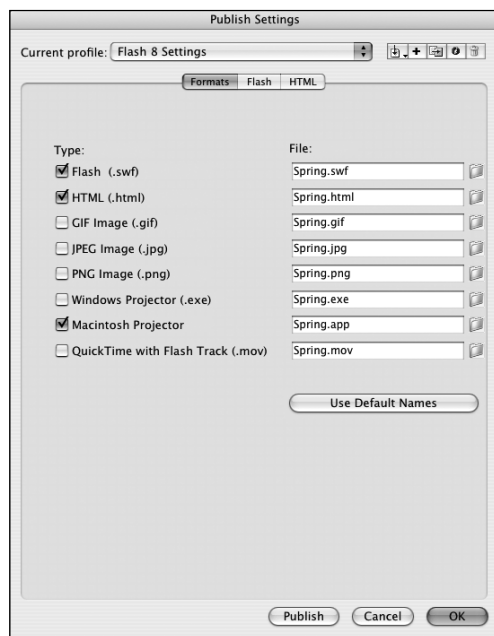 Publish Settings
Current profile: Flash 8 Settings
Formats Flash HTML
Type: File:
Flash (.swf) Spring.swf
HTML (.html) Spring.html
GIF Image (.gif) Spring.gif
JPEG Image (.jpg) Spring.jpg
PNG Image (.png) Spring.png
Windows Projector (.exe) Spring.exe
Macintosh Projector Spring.app
QuickTime with Flash Track (.mov) Spring.mov
Use Default Names
Publish Cancel OK